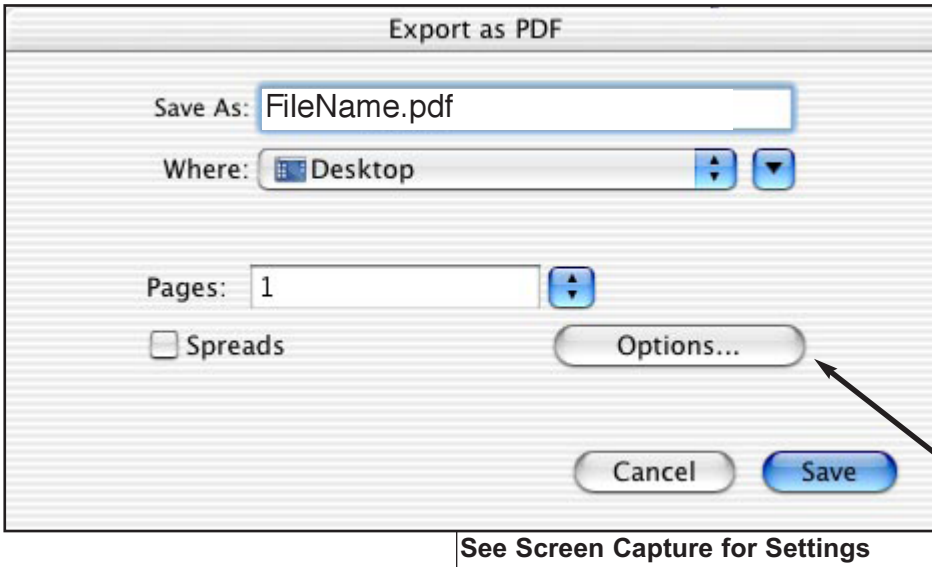 Export as PDF
Save As: FileName.pdf
Where: Desktop
Pages: 1
Spreads Options...
Cancel Save
See Screen Capture for Settings